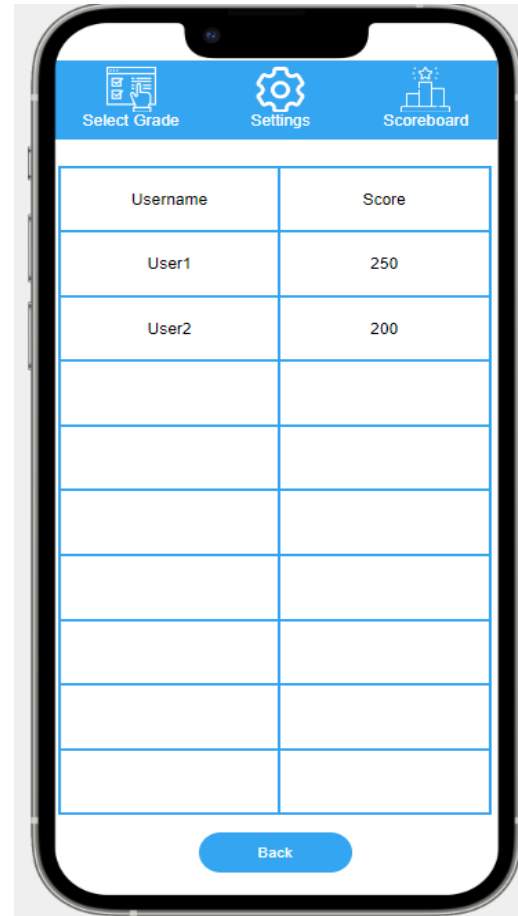 Select Grade Settings Scoreboard
Username Score
User1 250
User2 200
Back